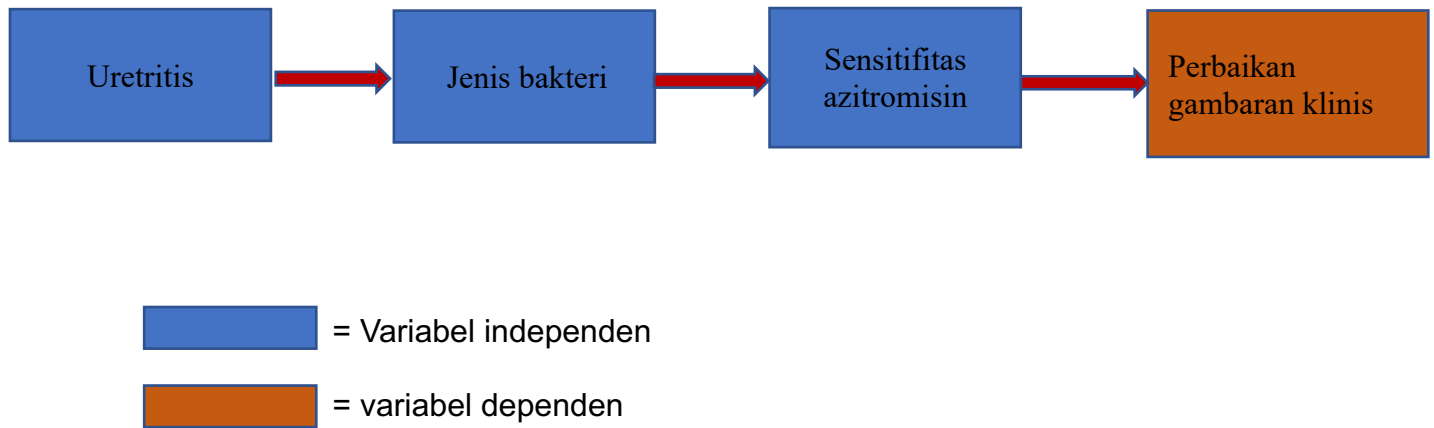 Uretritis
Jenis bakteri
Sensitifitas
azitromisin
Perbaikan
gambaran klinis
= Variabel independen
= variabel dependen